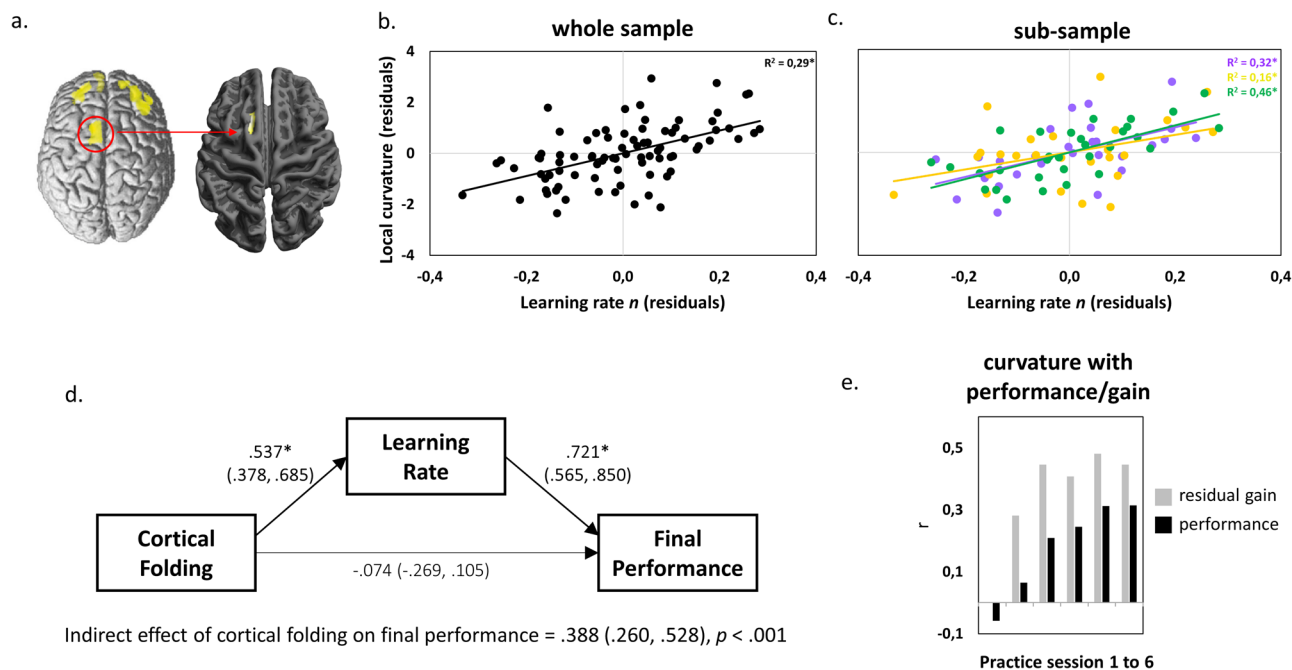 a.
b.
whole sample
R² = 0,29*
Local curvature (residuals)
4
2
0
-2
-4
-0,4
-0,2
0,0
0,2
0,4
Learning rate n (residuals)
c.
sub-sample
R² = 0,32*
R² = 0,16*
R² = 0,46*
-0,4
-0,2
0,0
0,2
0,4
Learning rate n (residuals)
d.
Learning
Rate
.537*
(.378, .685)
.721*
(.565, .850)
Cortical
Folding
Final
Performance
-.074 (-.269, .105)
Indirect effect of cortical folding on final performance = .388 (.260, .528), p < .001
e.
curvature with
performance/gain
0,5
0,3
0,1
-0,1
r
residual gain
performance
Practice session 1 to 6